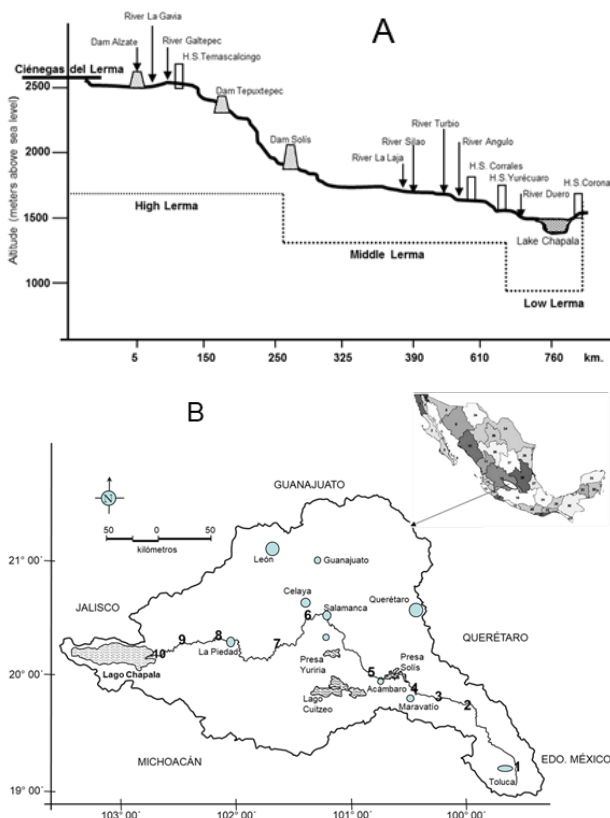 A
River La Gavia
Dam Alzate
River Galtepec
H.S.Temascalcingo
Ciénegas del Lerma
2500
Dam Tepuxtepec
River Turbio
Dam Solís
River Silao
River Angulo
2000
River La Laja
H.S. Corrales
H.S.Yurécuaro
H.S.Corona
River Duero
High Lerma
1500
Lake Chapala
Middle Lerma
1000
Low Lerma
Altitude (meters above sea level)
5 150 250 325 390 460 610 760 km.
B
GUANAJUATO
N
50 0 50
kilómetros
21° 00´
León
Guanajuato
Celaya
Querétaro
JALISCO
6
Salamanca
QUERÉTARO
9 8 7
10
La Piedad
Presa
Yuriria
Presa
Solís
20° 00´
Lago Chapala
5
Acámbaro
4 3 2
Lago
Cuitzeo
Maravatío
MICHOACÁN
EDO. MÉXICO
1
Toluca
19° 00´
103° 00´ 102° 00´ 101° 00´ 100° 00´